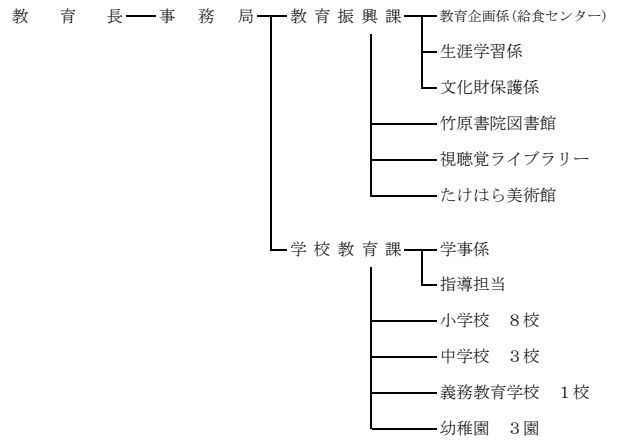 教育長 事務局 教育振興課 教育企画係(給食センター)
生涯学習係
文化財保護係
竹原書院図書館
視聴覚ライブラリー
たけはら美術館
学校教育課 学事係
指導担当
小学校 8校
中学校 3校
義務教育学校 1校
幼稚園 3園